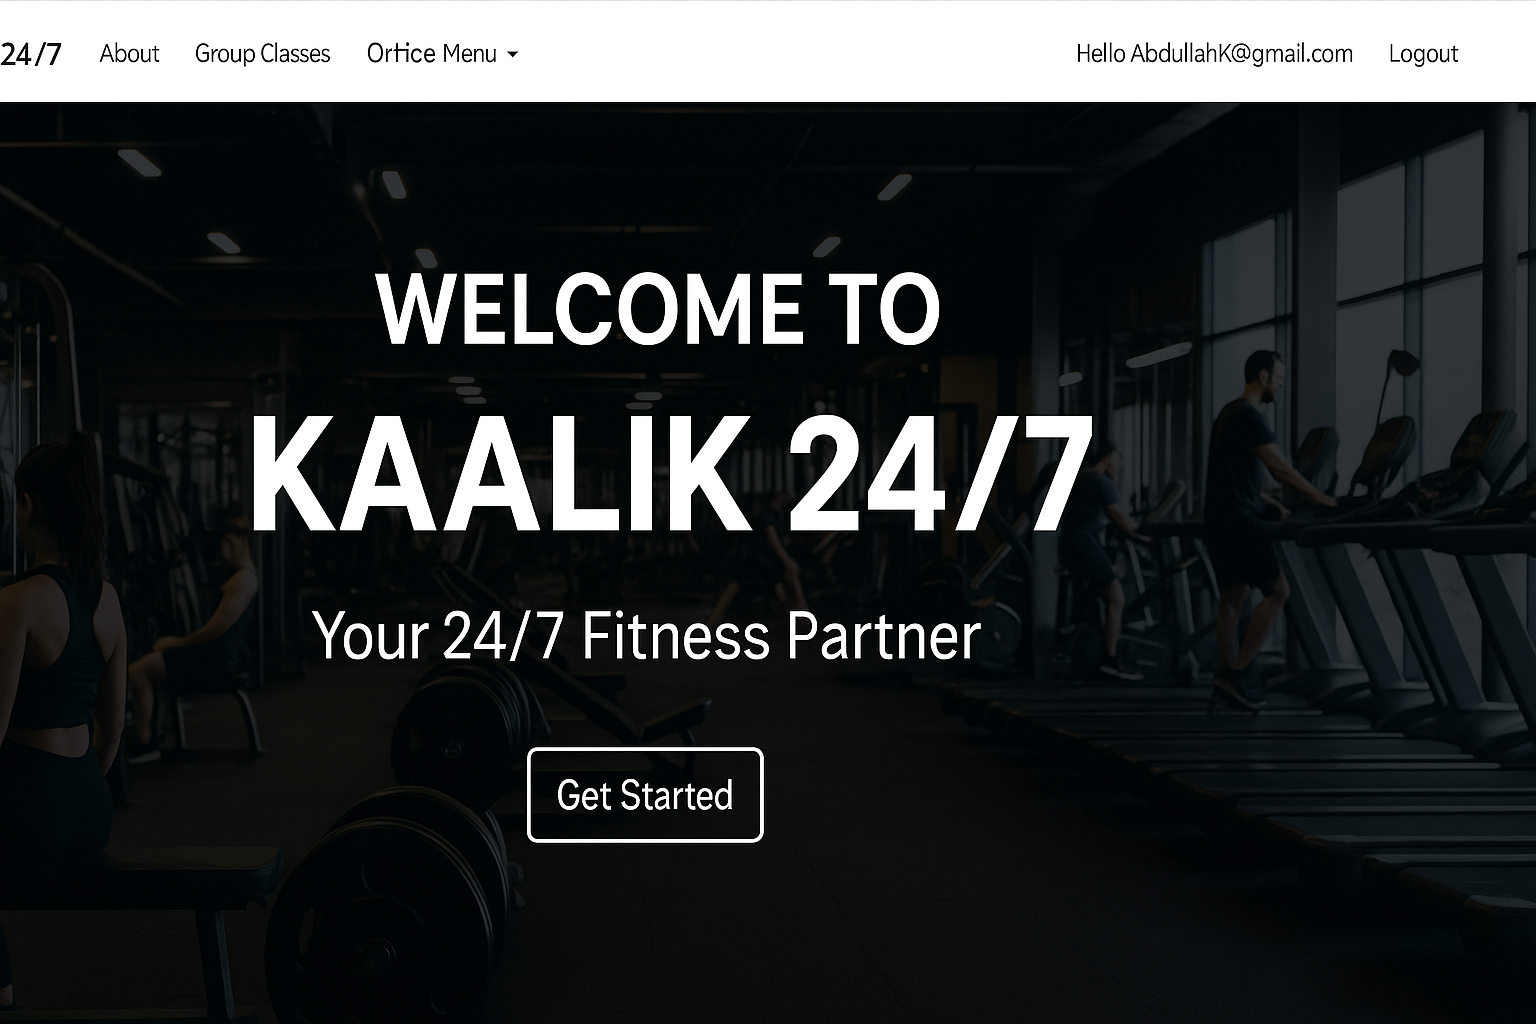 24/7 About Group Classes Ortice Menu Hello AbdullahK@gmail.com Logout
WELCOME TO
KAALIK 24/7
Your 24/7 Fitness Partner
Get Started